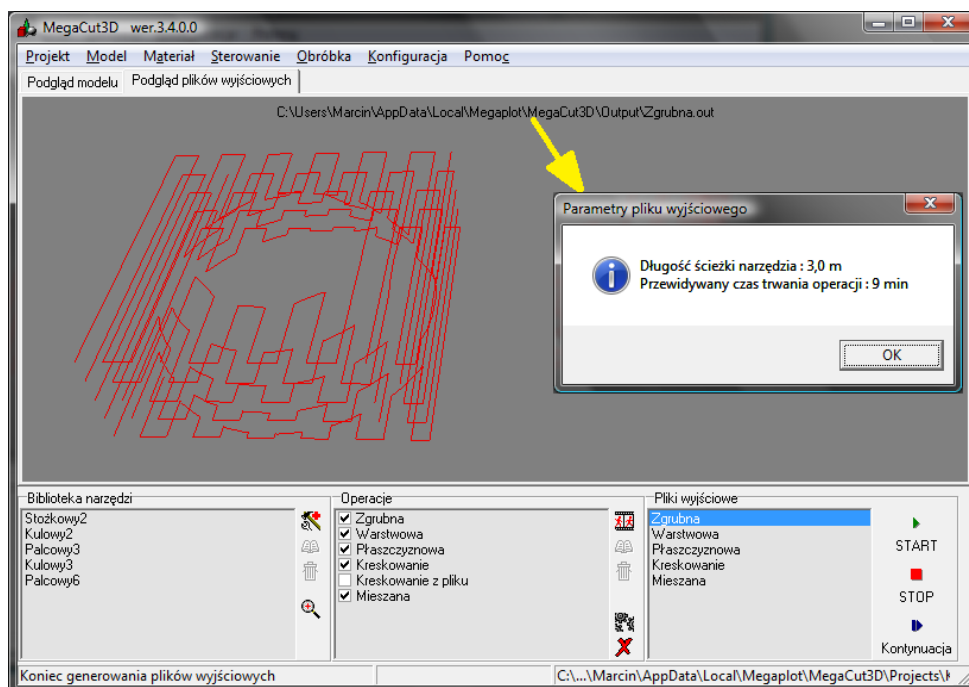 MegaCut3D wer.3.4.0.0
Projekt Model Materiał Sterowanie Obróbka Konfiguracja Pomoc
Podgląd modelu Podgląd plików wyjściowych
C:\Users\Marcin\AppData\Local\Megaplot\MegaCut3D\Output\Zgrubna.out
Parametry pliku wyjściowego
Długość ścieżki narzędzia : 3,0 m
Przewidywany czas trwania operacji : 9 min
OK
Biblioteka narzędzi
Stożkowy2
Kulowy2
Palcowy3
Kulowy3
Palcowy6
Operacje
Zgrubna
Warstwowa
Płaszczyznowa
Kreskowanie
Kreskowanie z pliku
Mieszana
Pliki wyjściowe
Zgrubna
Warstwowa
Płaszczyznowa
Kreskowanie
Mieszana
START
STOP
Kontynuacja
Koniec generowania plików wyjściowych
C:\...\Marcin\AppData\Local\Megaplot\MegaCut3D\Projects\